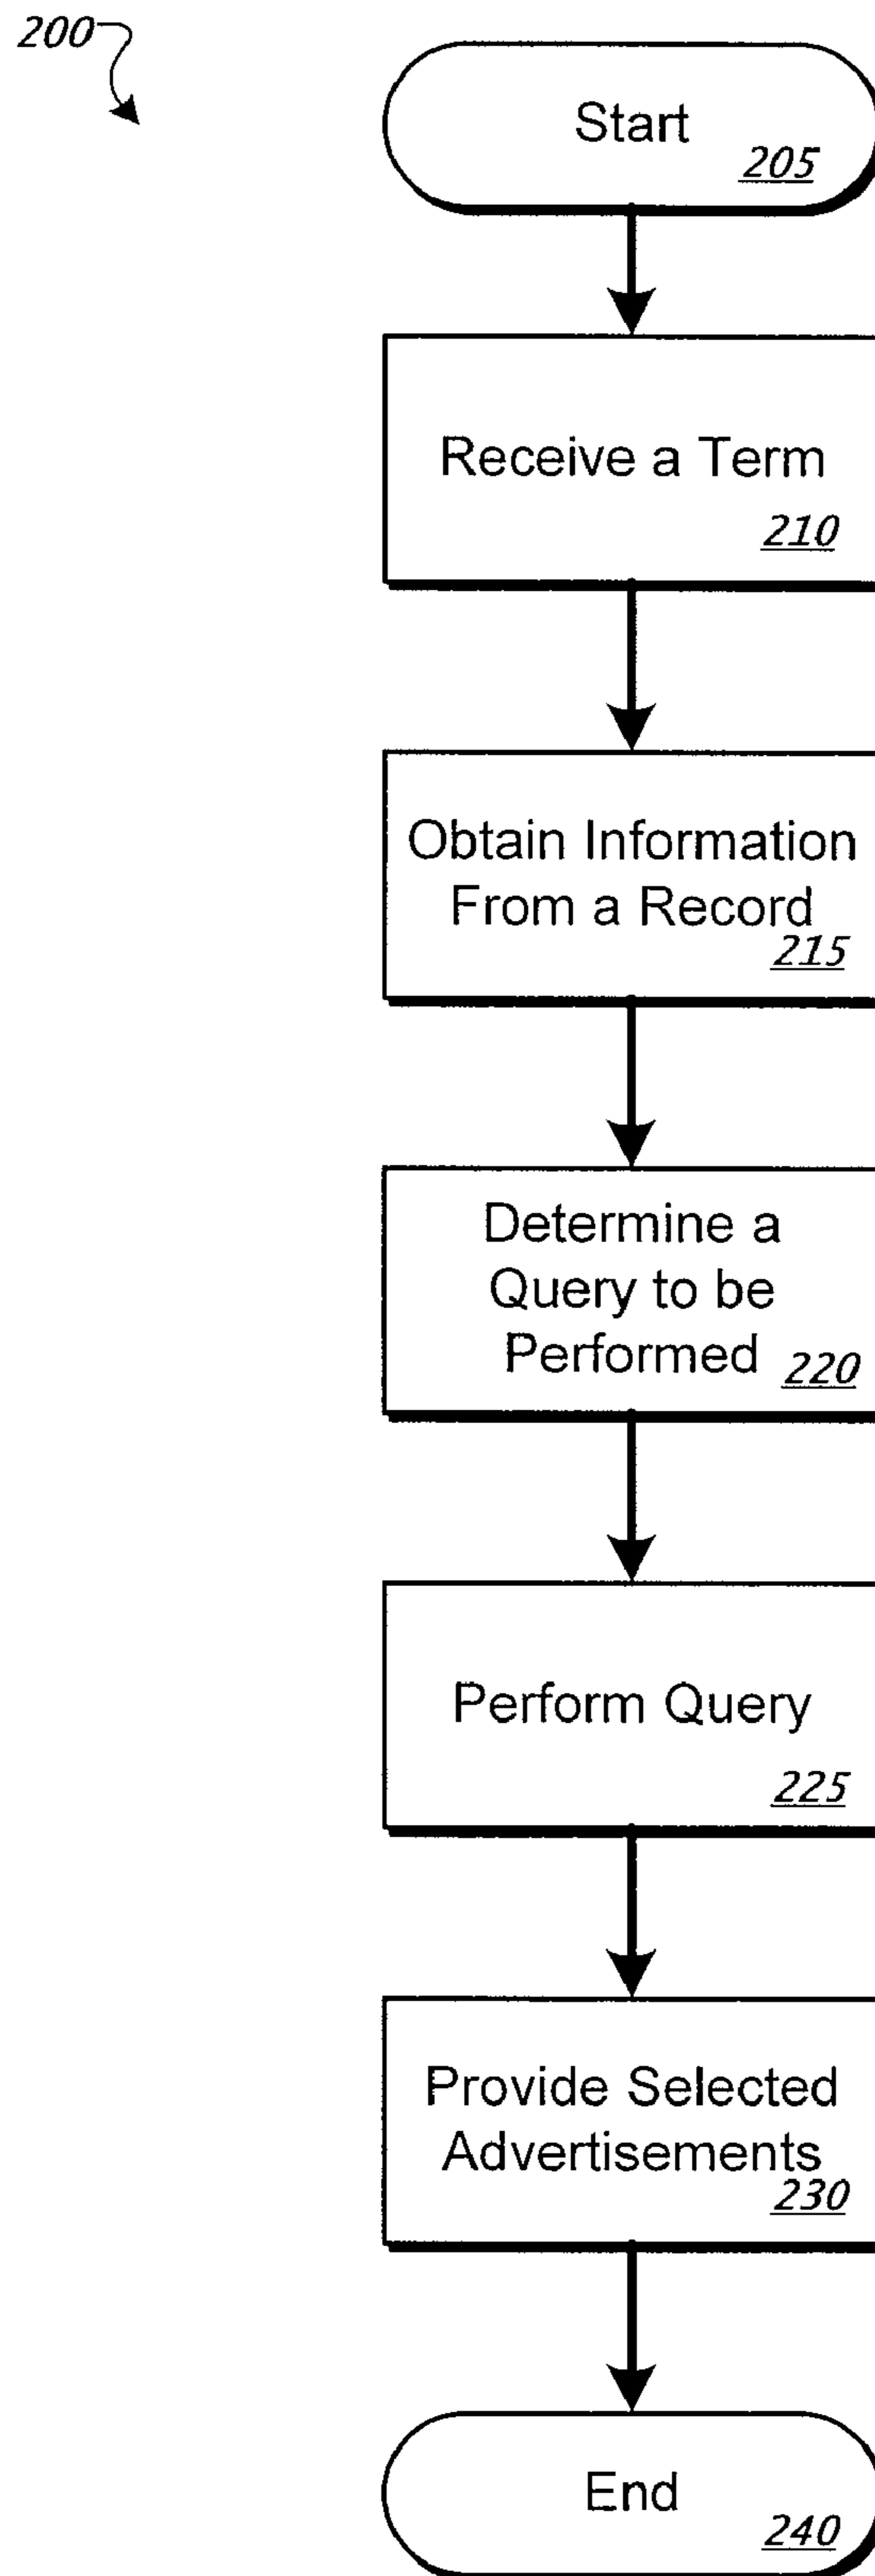 200
Start
205
Receive a Term
210
Obtain Information
From a Record
215
Determine a
Query to be
Performed
220
Perform Query
225
Provide Selected
Advertisements
230
End
240